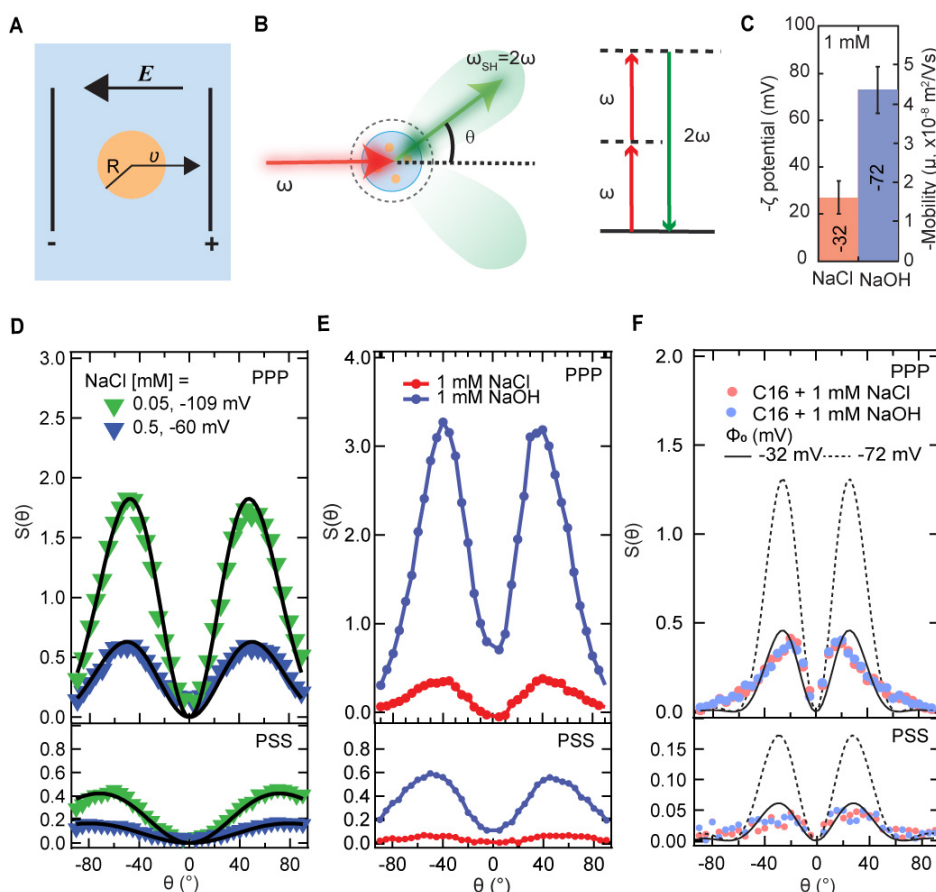 A
E
R
υ
-
+
B
ω_SH=2ω
θ
ω
ω
ω
2ω
C
1 mM
-ζ potential (mV)
100
80
60
40
20
0
-32
-72
NaCl NaOH
5
4
3
2
1
0
-Mobility (μ, x10⁻⁸ m²/Vs)
D
PPP
NaCl [mM] =
0.05, -109 mV
0.5, -60 mV
S(θ)
3.0
2.5
2.0
1.5
1.0
0.5
0.0
PSS
0.6
0.4
0.2
0.0
-80 -40 0 40 80
θ (°)
E
PPP
1 mM NaCl
1 mM NaOH
S(θ)
4.0
3.0
2.0
1.0
0.0
PSS
0.8
0.6
0.4
0.2
0.0
-80 -40 0 40 80
θ (°)
F
PPP
C16 + 1 mM NaCl
C16 + 1 mM NaOH
Φ₀ (mV)
-32 mV -72 mV
S(θ)
2.0
1.5
1.0
0.5
0.0
PSS
0.15
0.10
0.05
0.00
-80 -40 0 40 80
θ (°)